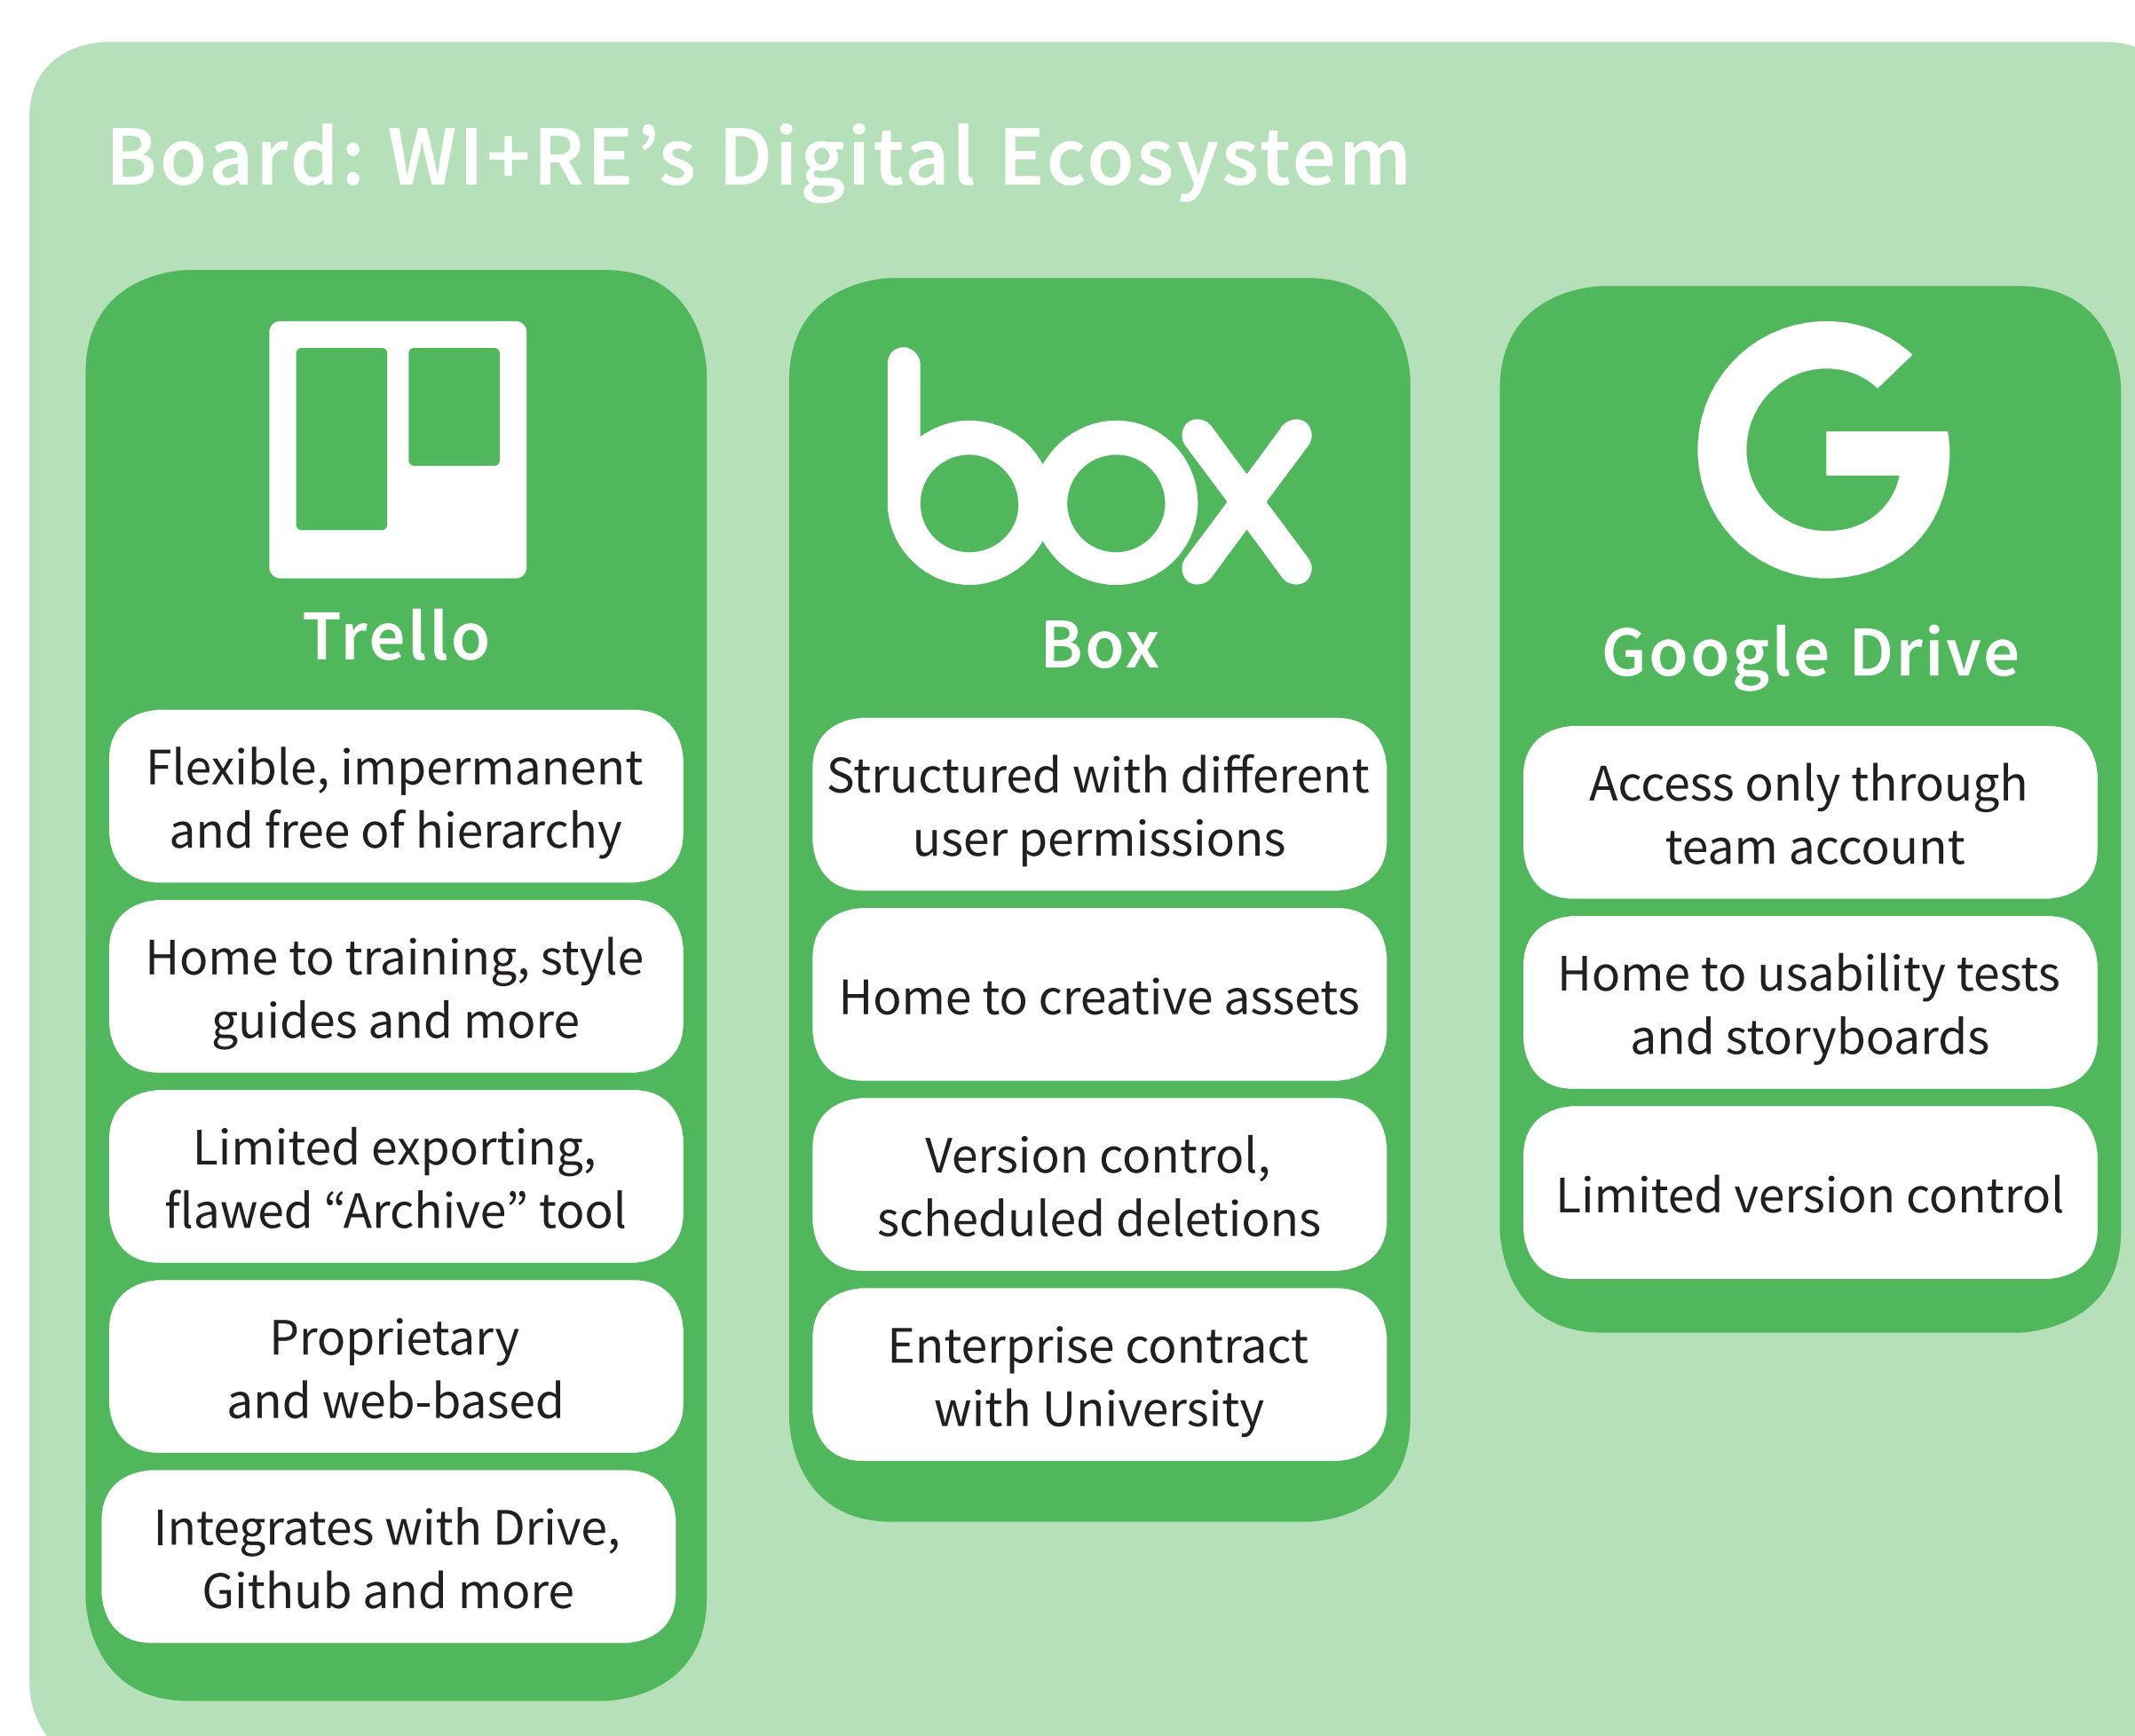 Board: WI+RE’s Digital Ecosystem
Trello
Flexible, impermanent
and free of hierarchy
Home to training, style
guides and more
Limited exporting,
flawed “Archive” tool
Proprietary
and web-based
Integrates with Drive,
Github and more
box
Box
Structured with different
user permissions
Home to creative assets
Version control,
scheduled deletions
Enterprise contract
with University
G
Google Drive
Access only through
team account
Home to usability tests
and storyboards
Limited version control